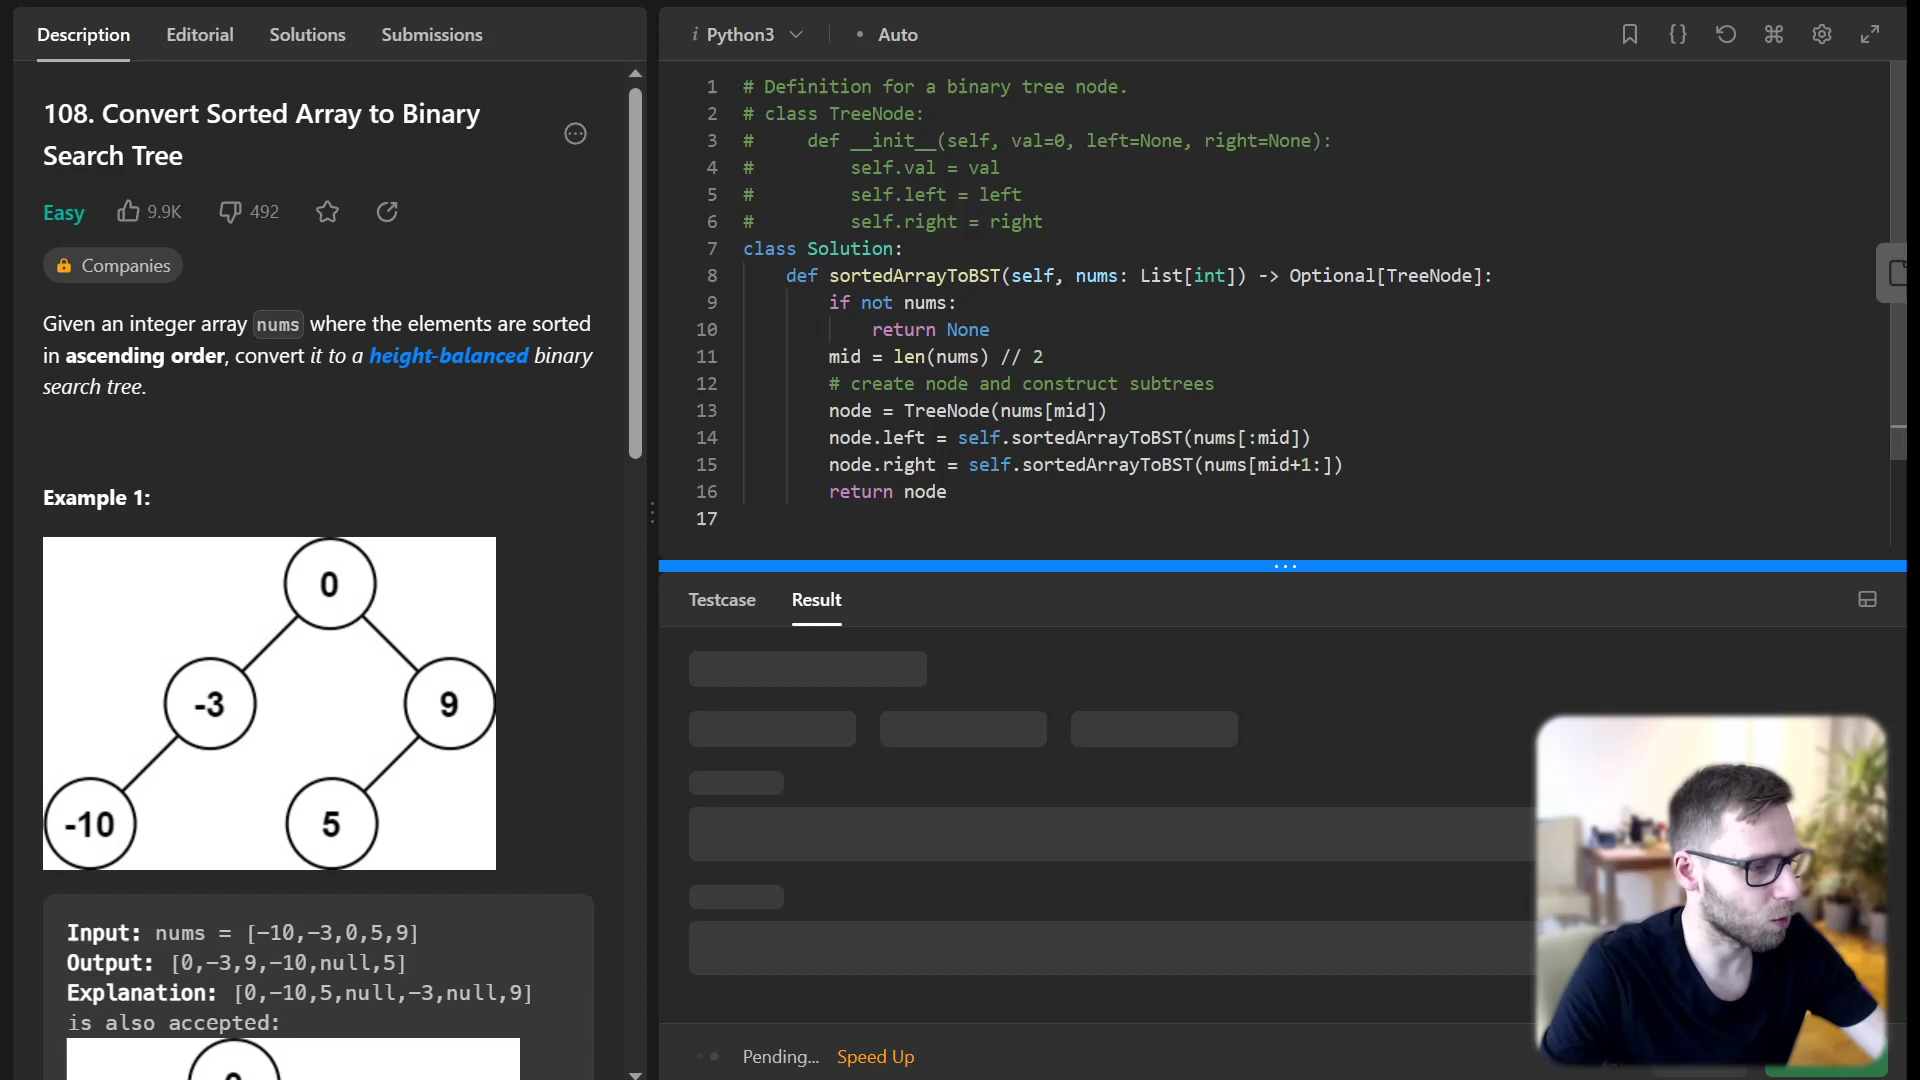 Description Editorial Solutions Submissions
108. Convert Sorted Array to Binary
Search Tree
Easy 9.9K 492
Companies
Given an integer array nums where the elements are sorted
in ascending order, convert it to a height-balanced binary
search tree.
Example 1:
0
-3 9
-10 5
Input: nums = [-10,-3,0,5,9]
Output: [0,-3,9,-10,null,5]
Explanation: [0,-10,5,null,-3,null,9]
is also accepted:
i Python3 • Auto
1 # Definition for a binary tree node.
2 # class TreeNode:
3 #     def __init__(self, val=0, left=None, right=None):
4 #         self.val = val
5 #         self.left = left
6 #         self.right = right
7 class Solution:
8     def sortedArrayToBST(self, nums: List[int]) -> Optional[TreeNode]:
9         if not nums:
10             return None
11         mid = len(nums) // 2
12         # create node and construct subtrees
13         node = TreeNode(nums[mid])
14         node.left = self.sortedArrayToBST(nums[:mid])
15         node.right = self.sortedArrayToBST(nums[mid+1:])
16         return node
17
Testcase Result
Pending... Speed Up